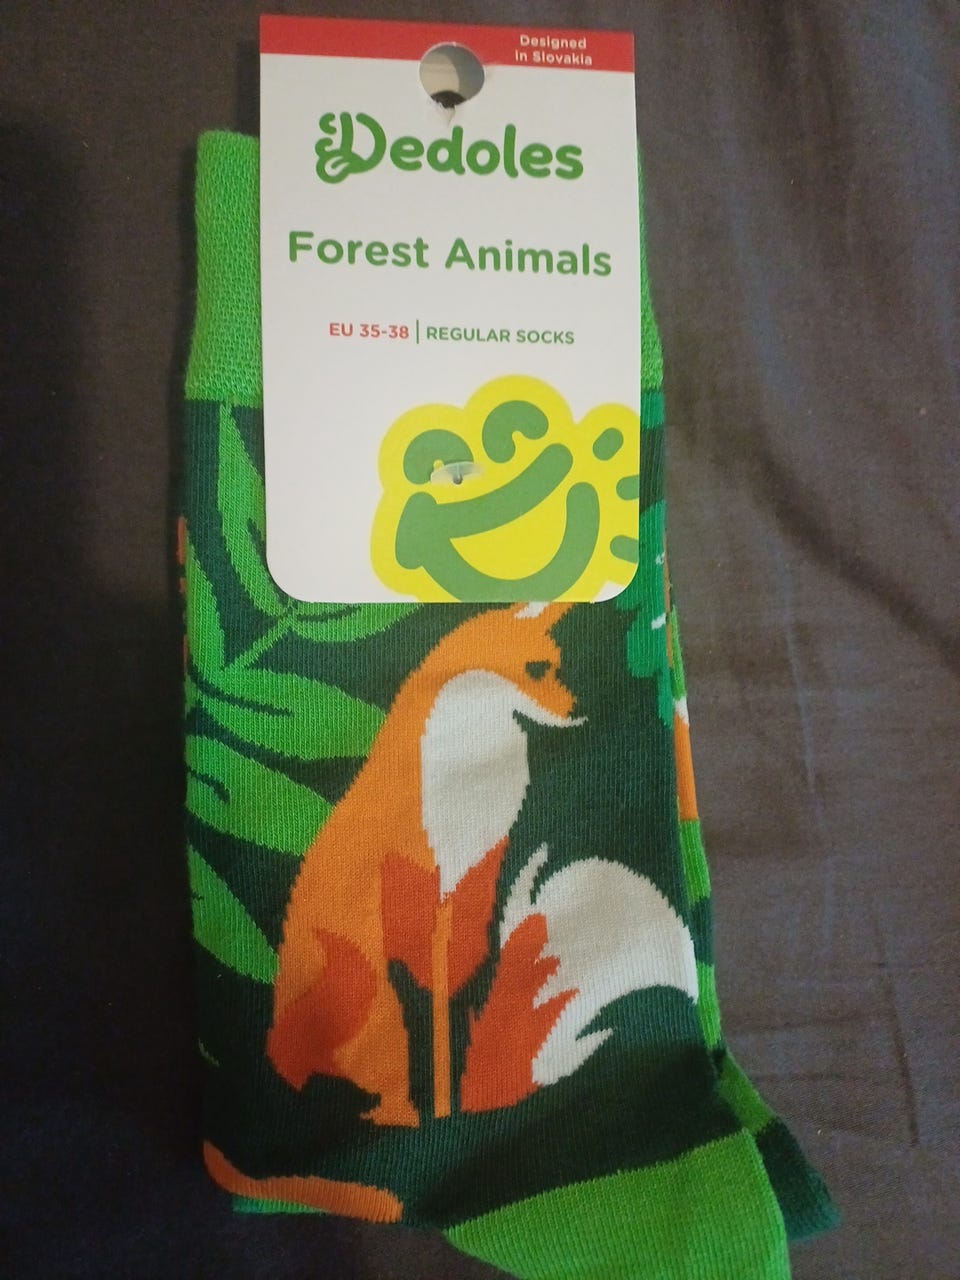 Designed
in Slovakia
Dedoles
Forest Animals
EU 35-38 | REGULAR SOCKS